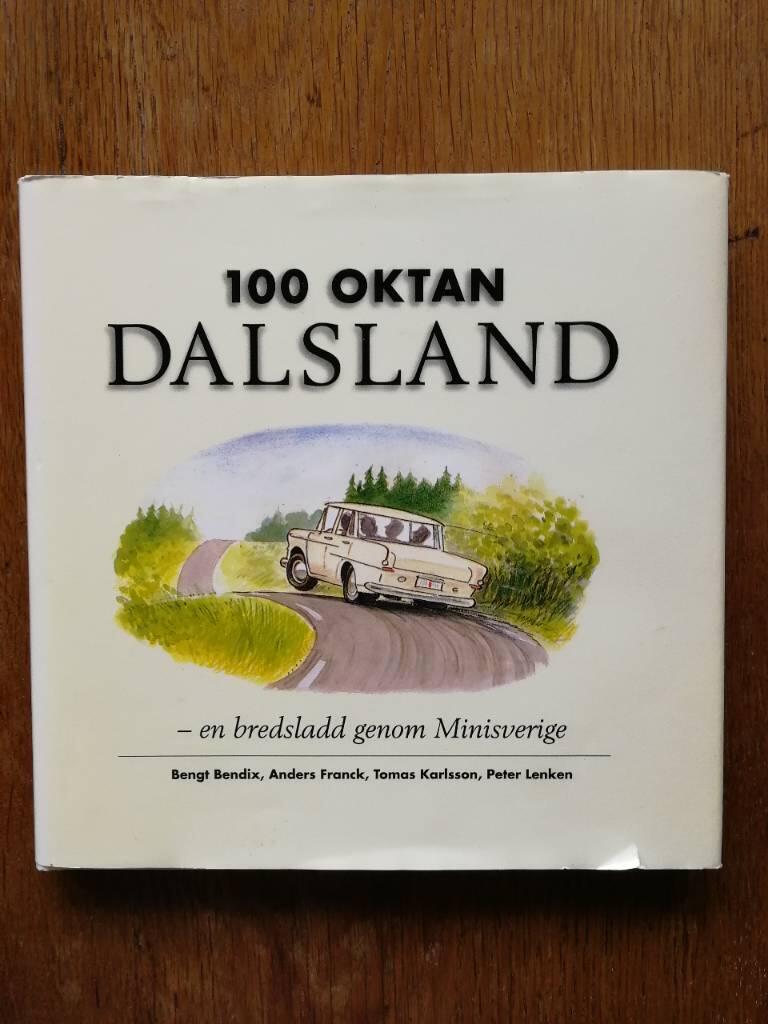 100 OKTAN
DALSLAND
– en bredsladd genom Minisverige
Bengt Bendix, Anders Franck, Tomas Karlsson, Peter Lenken